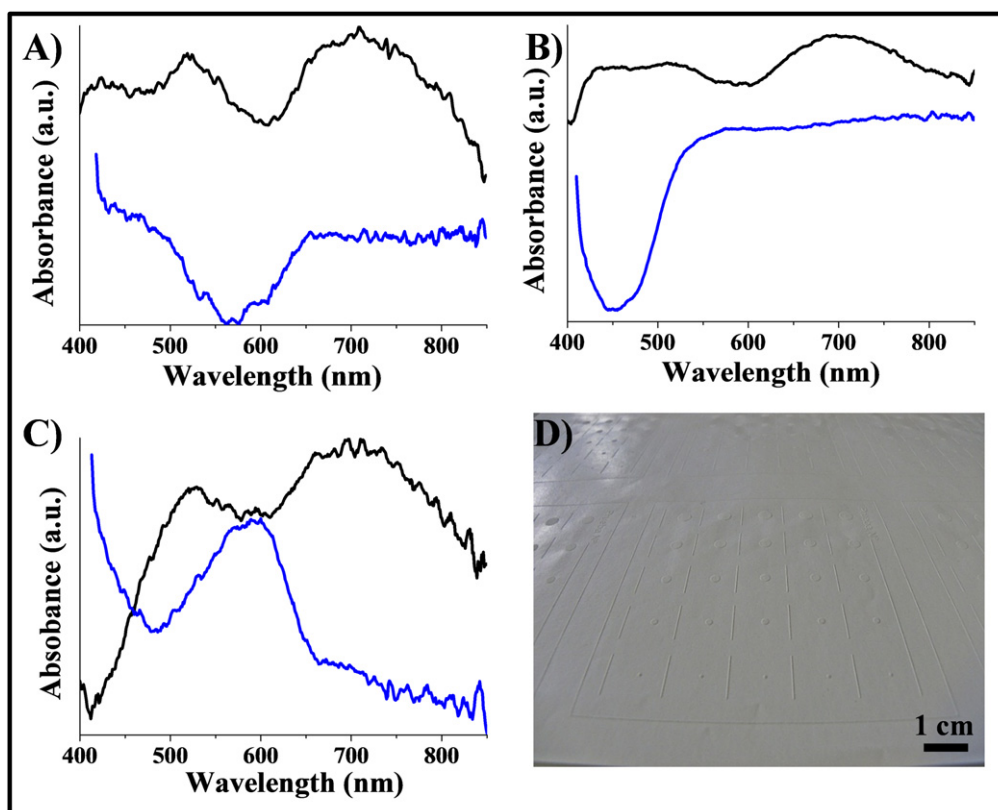 A)
Absorbance (a.u.)
400 500 600 700 800
Wavelength (nm)
B)
Absorbance (a.u.)
400 500 600 700 800
Wavelength (nm)
C)
Absobance (a.u.)
400 500 600 700 800
Wavelength (nm)
D)
1 cm